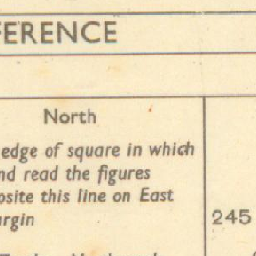 FERENCE
North
edge of square in which
nd read the figures
osite this line on East
argin
245